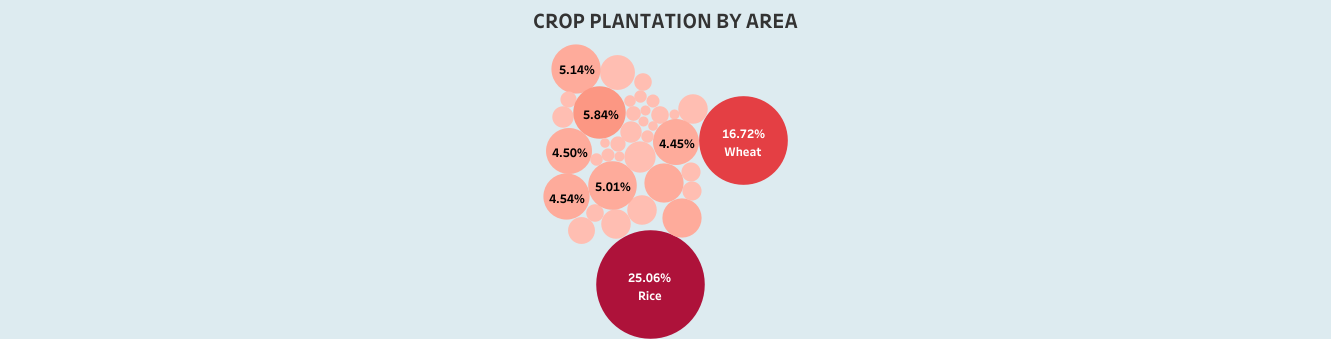 CROP PLANTATION BY AREA
5.14%
5.84%
16.72%
Wheat
4.45%
4.50%
5.01%
4.54%
25.06%
Rice